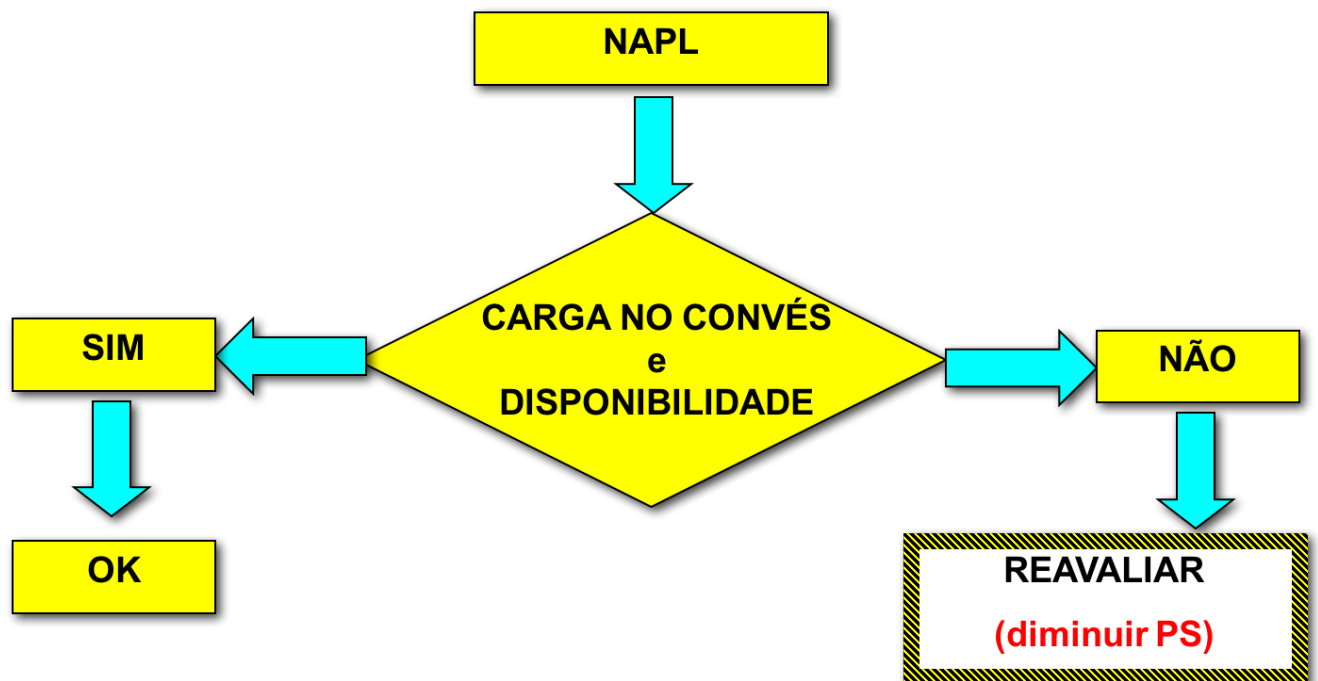 NAPL
CARGA NO CONVÉS
e
DISPONIBILIDADE
SIM
NÃO
OK
REAVALIAR
(diminuir PS)